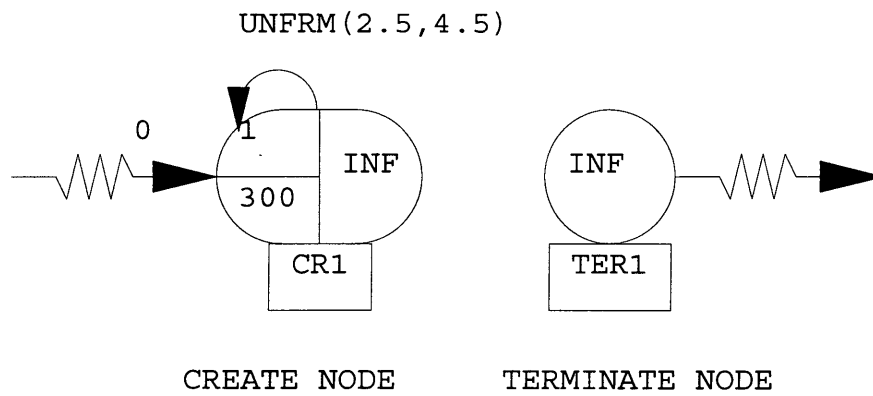 UNFRM(2.5,4.5)
0 1
INF INF
300
CR1 TER1
CREATE NODE TERMINATE NODE